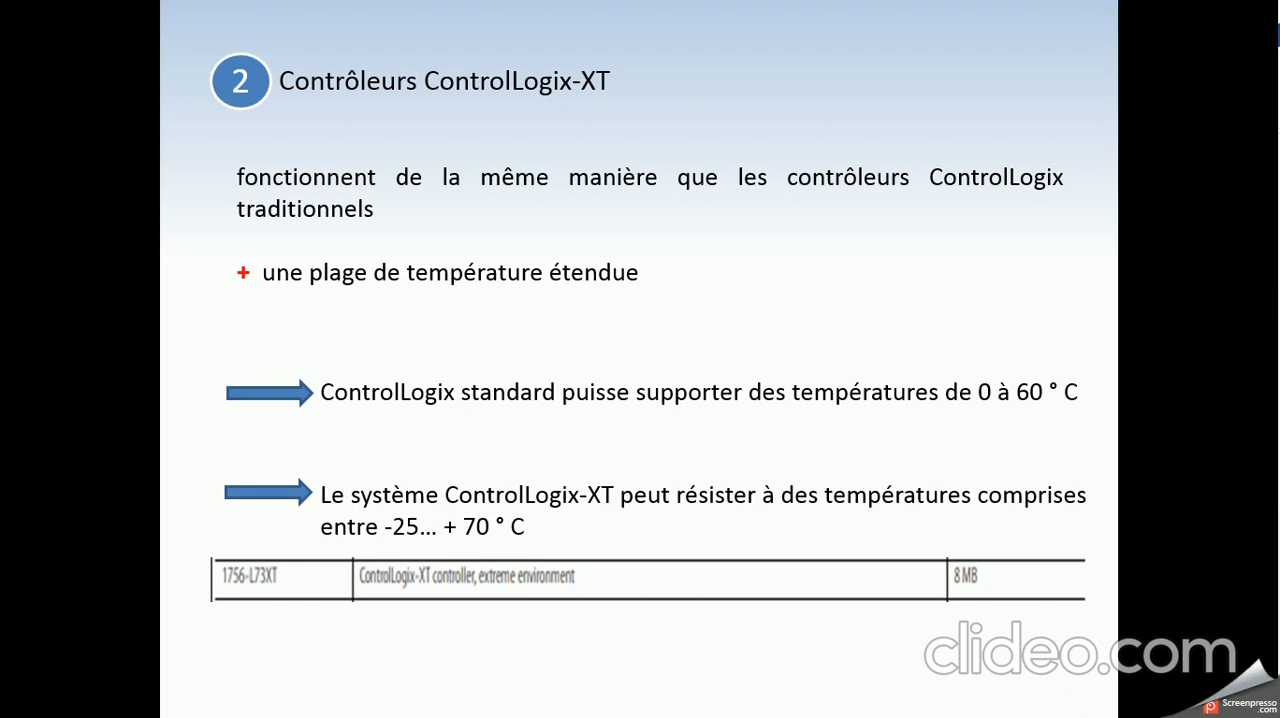 2 Contrôleurs ControlLogix-XT
fonctionnent de la même manière que les contrôleurs ControlLogix
traditionnels
+ une plage de température étendue
ControlLogix standard puisse supporter des températures de 0 à 60 ° C
Le système ControlLogix-XT peut résister à des températures comprises
entre -25... + 70 ° C
1756-L73XT ControlLogix-XT controller, extreme environment 8 MB
clideo.com
Screenpresso
.com